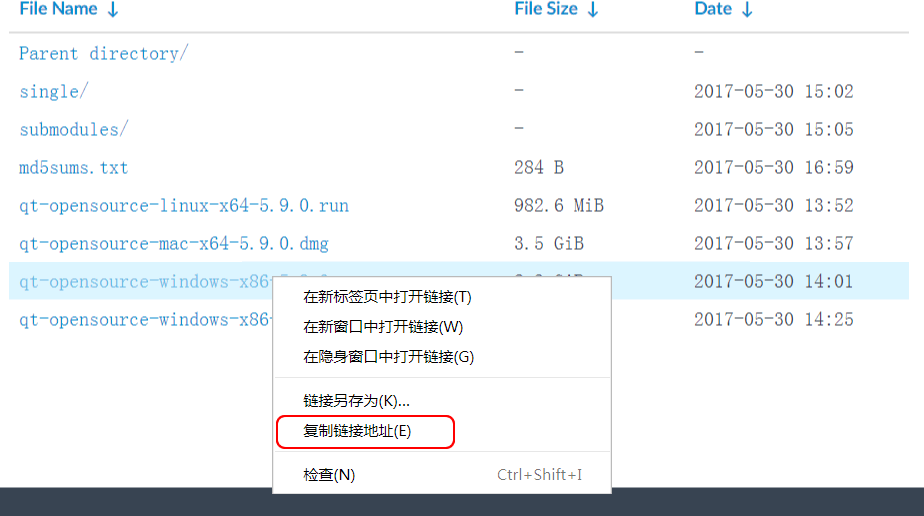 File Name ↓ File Size ↓ Date ↓
Parent directory/ - -
single/ - 2017-05-30 15:02
submodules/ - 2017-05-30 15:05
md5sums.txt 284 B 2017-05-30 16:59
qt-opensource-linux-x64-5.9.0.run 982.6 MiB 2017-05-30 13:52
qt-opensource-mac-x64-5.9.0.dmg 3.5 GiB 2017-05-30 13:57
qt-opensource-windows-x86- 2017-05-30 14:01
qt-opensource-windows-x86- 2017-05-30 14:25
在新标签页中打开链接(T)
在新窗口中打开链接(W)
在隐身窗口中打开链接(G)
链接另存为(K)...
复制链接地址(E)
检查(N) Ctrl+Shift+I